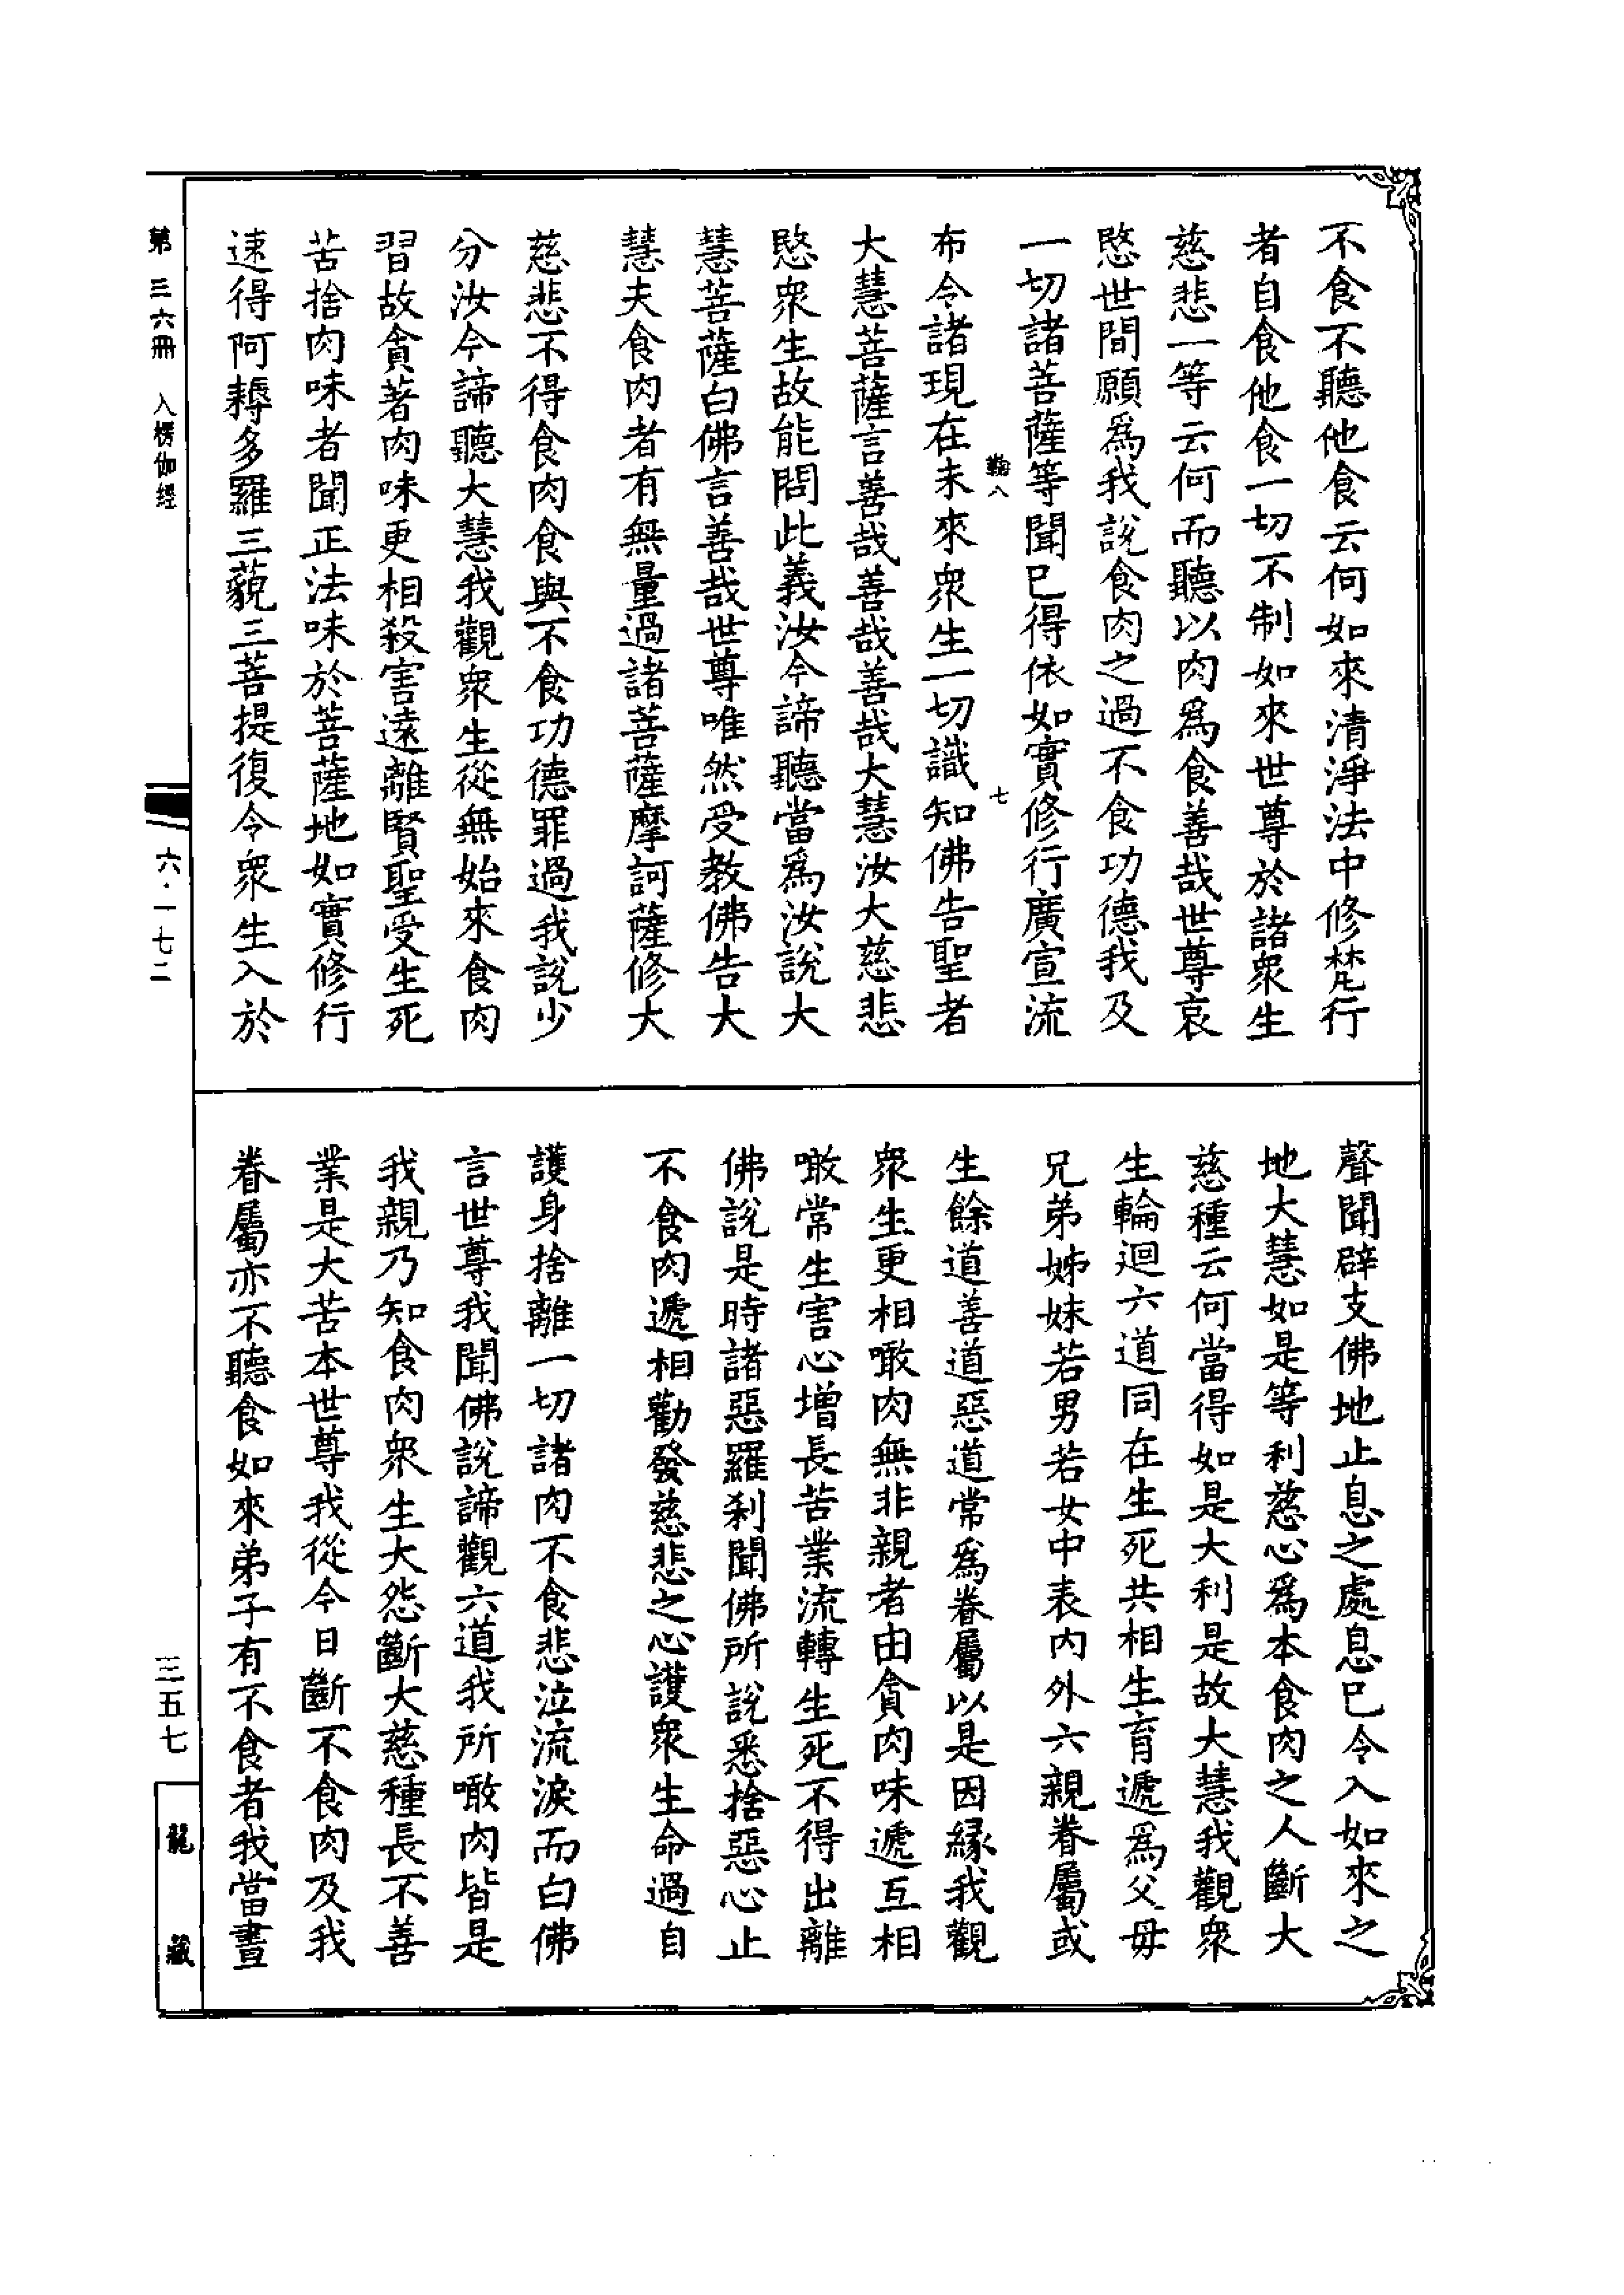 不食不聽他食云何如來清淨法中修梵行
者自食他食一切不制如來世尊於諸衆生
慈悲一等云何而聽以肉爲食善哉世尊哀
愍世間願爲我說食肉之過不食功德我及
一切諸菩薩等聞已得依如實修行廣宣流
鞠八 七
布令諸現在未來衆生一切識知佛告聖者
大慧菩薩言善哉善哉善哉大慧汝大慈悲
愍衆生故能問此義汝今諦聽當爲汝說大
慧菩薩白佛言善哉世尊唯然受教佛告大
慧夫食肉者有無量過諸菩薩摩訶薩修大
慈悲不得食肉食與不食功德罪過我說少
分汝今諦聽大慧我觀衆生從無始來食肉
習故貪著肉味更相殺害遠離賢聖受生死
苦捨肉味者聞正法味於菩薩地如實修行
速得阿耨多羅三藐三菩提復令衆生入於
聲聞辟支佛地止息之處息已令入如來之
地大慧如是等利慈心爲本食肉之人斷大
慈種云何當得如是大利是故大慧我觀衆
生輪迴六道同在生死共相生育遞爲父母
兄弟姊妹若男若女中表内外六親眷屬或
生餘道善道惡道常爲眷屬以是因緣我觀
衆生更相噉肉無非親者由貪肉味遞互相
噉常生害心增長苦業流轉生死不得出離
佛說是時諸惡羅刹聞佛所說悉捨惡心止
不食肉遞相勸發慈悲之心護衆生命過自
護身捨離一切諸肉不食悲泣流淚而白佛
言世尊我聞佛說諦觀六道我所噉肉皆是
我親乃知食肉衆生大怨斷大慈種長不善
業是大苦本世尊我從今日斷不食肉及我
眷屬亦不聽食如來弟子有不食者我當晝
第三六冊 入楞伽經
六·一七二
三五七
龍藏